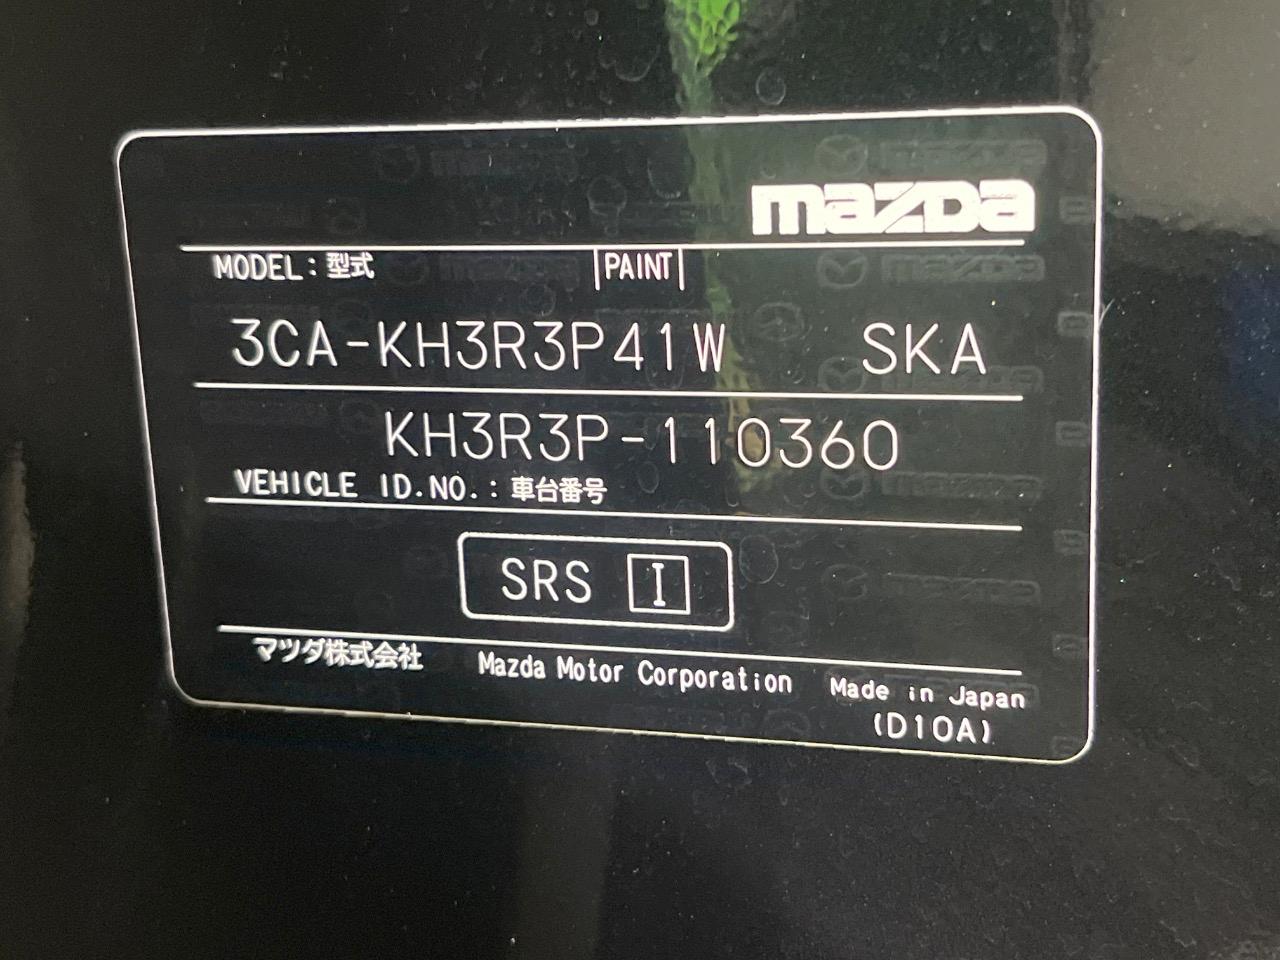 mazda
MODEL:型式 PAINT
3CA-KH3R3P41W SKA
KH3R3P-110360
VEHICLE ID.NO.:車台番号
SRS I
マツダ株式会社 Mazda Motor Corporation Made in Japan
(D10A)